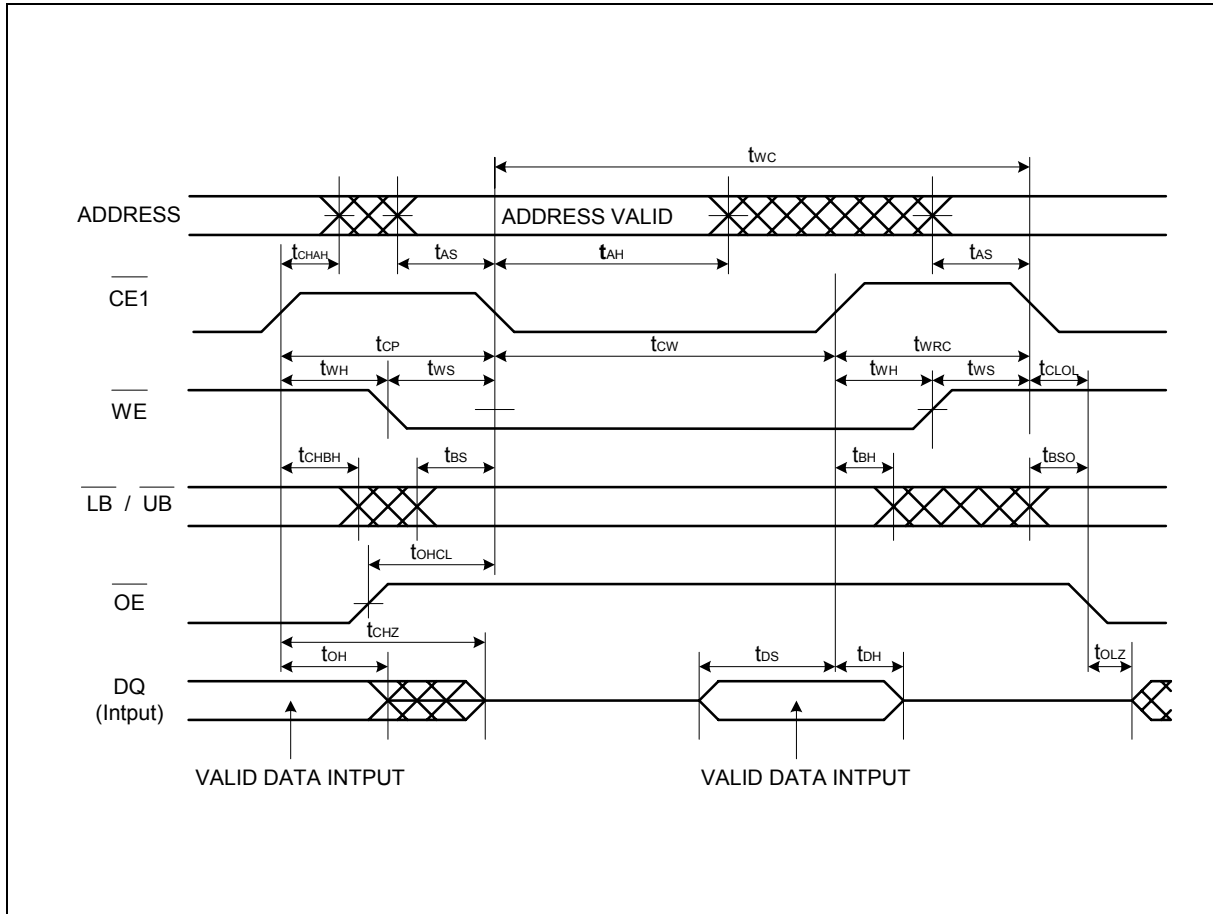 tWC
ADDRESS
ADDRESS VALID
tCHAH
tAS
tAH
tAS
CE1
tCP
tCW
tWRC
tWH
tWS
tWH
tWS
tCLOL
WE
tCHBH
tBS
tBH
tBSO
LB / UB
tOHCL
OE
tCHZ
tOH
tDS
tDH
tOLZ
DQ
(Intput)
VALID DATA INTPUT
VALID DATA INTPUT